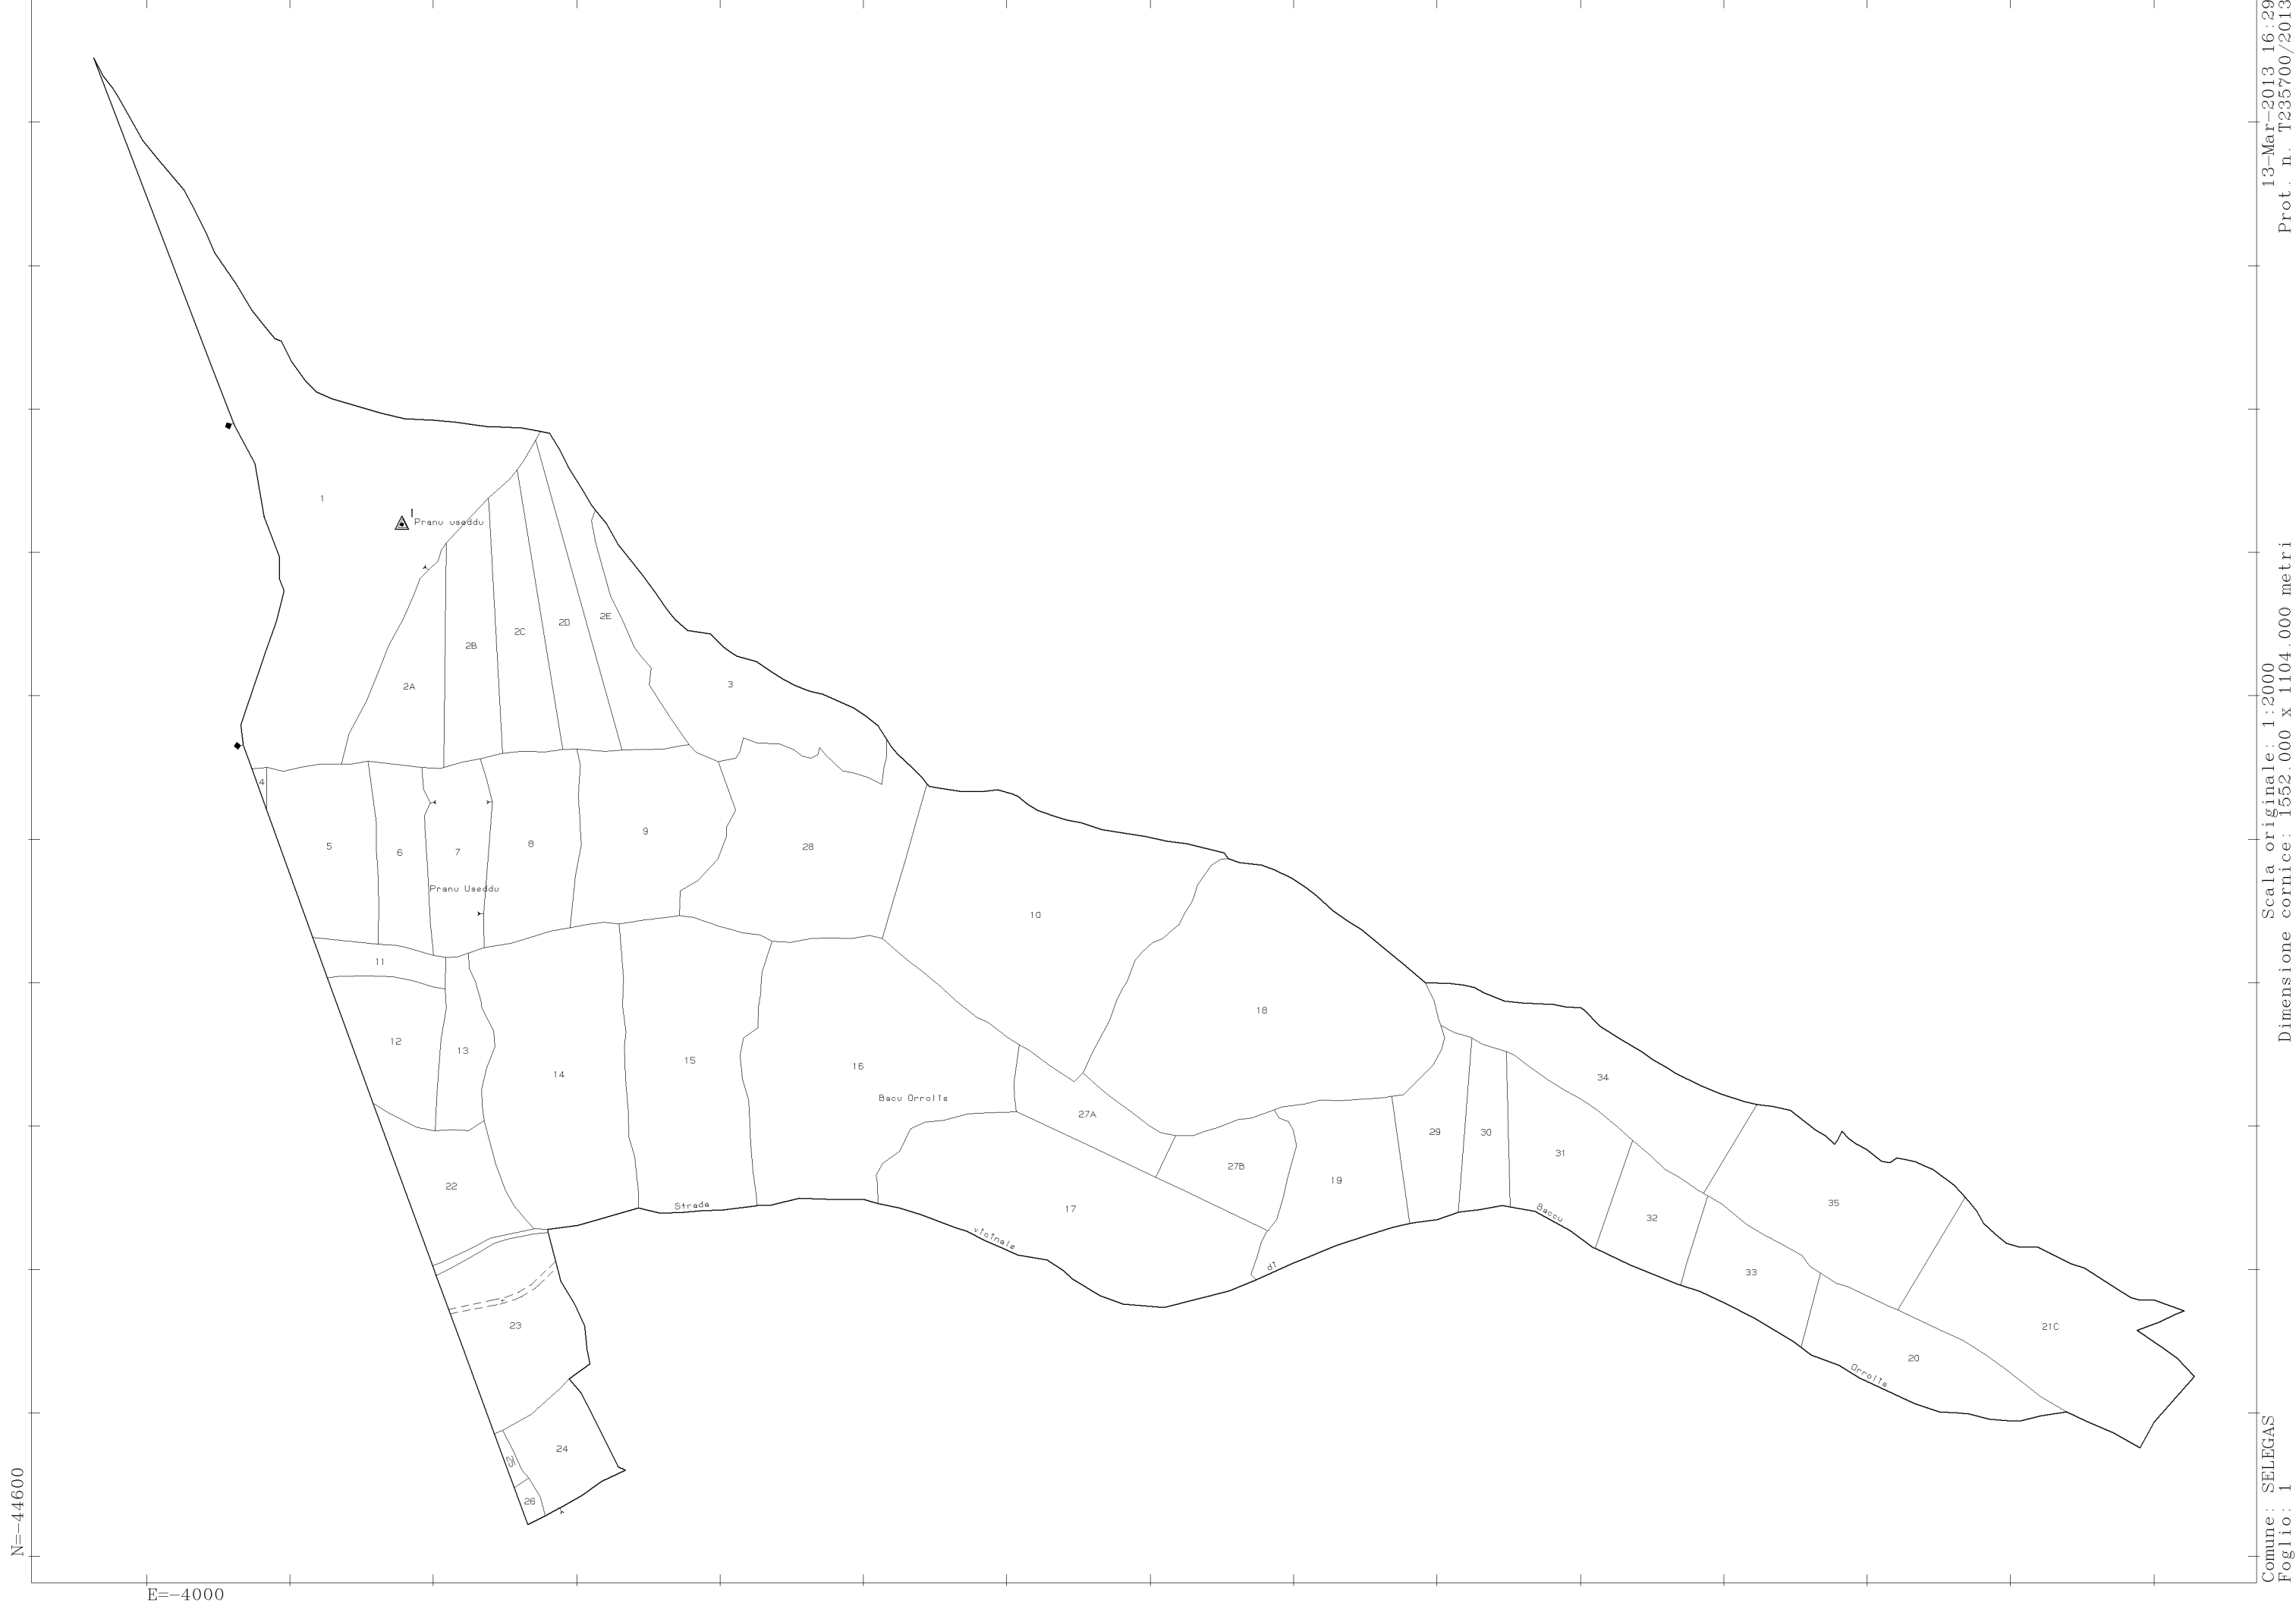 1
I
Pranu useddu
2A
2B
2C
2D
2E
3
4
5
6
7
8
9
28
10
Pranu Useddu
11
12
13
14
15
16
18
Bacu Orrolis
27A
27B
17
19
29
30
31
34
32
33
35
20
21C
22
Strada
vicinale
di
Baccu
Orrolis
23
24
25
26
N=-44600
E=-4000
13-Mar-2013 16:29
Prot. n. T235700/2013
Scala originale: 1:2000
Dimensione cornice: 1552.000 x 1104.000 metri
Comune: SELEGAS
Foglio: 1